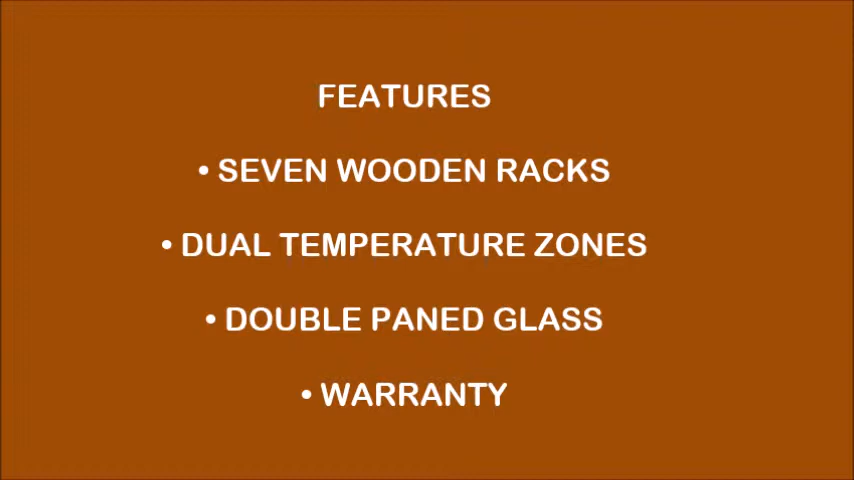 FEATURES
• SEVEN WOODEN RACKS
• DUAL TEMPERATURE ZONES
• DOUBLE PANED GLASS
• WARRANTY